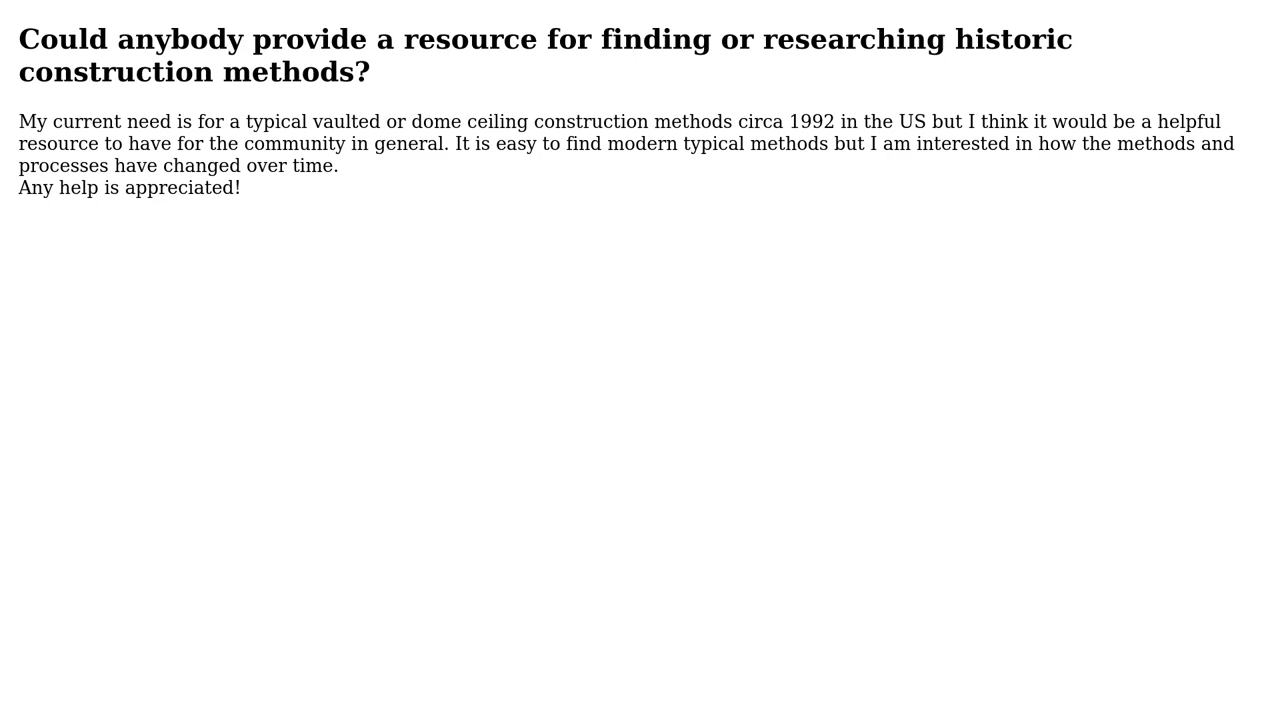 Could anybody provide a resource for finding or researching historic
construction methods?
My current need is for a typical vaulted or dome ceiling construction methods circa 1992 in the US but I think it would be a helpful
resource to have for the community in general. It is easy to find modern typical methods but I am interested in how the methods and
processes have changed over time.
Any help is appreciated!